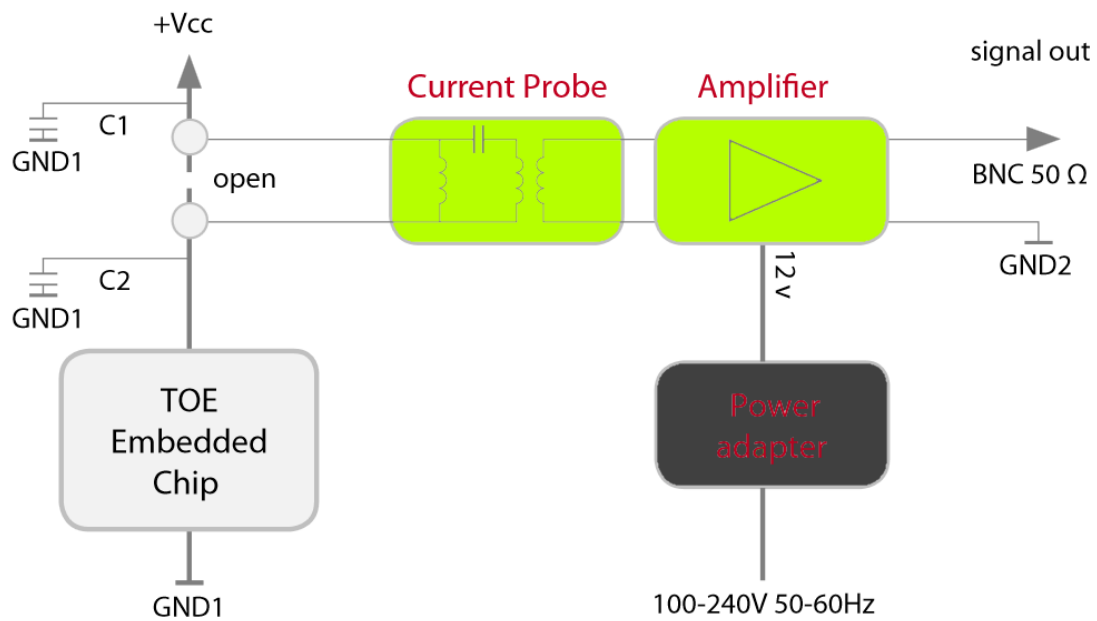 +Vcc
signal out
Current Probe
Amplifier
C1
GND1
open
BNC 50 Ω
C2
GND1
GND2
12 v
TOE
Embedded
Chip
Power
adapter
GND1
100-240V 50-60Hz